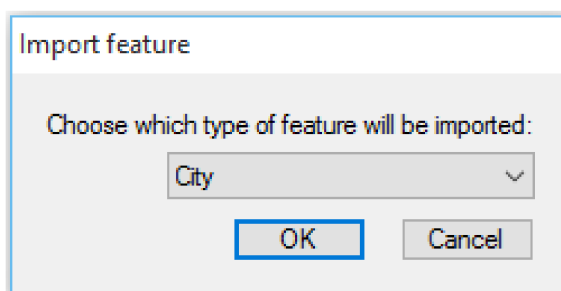 Import feature
Choose which type of feature will be imported:
City
OK Cancel